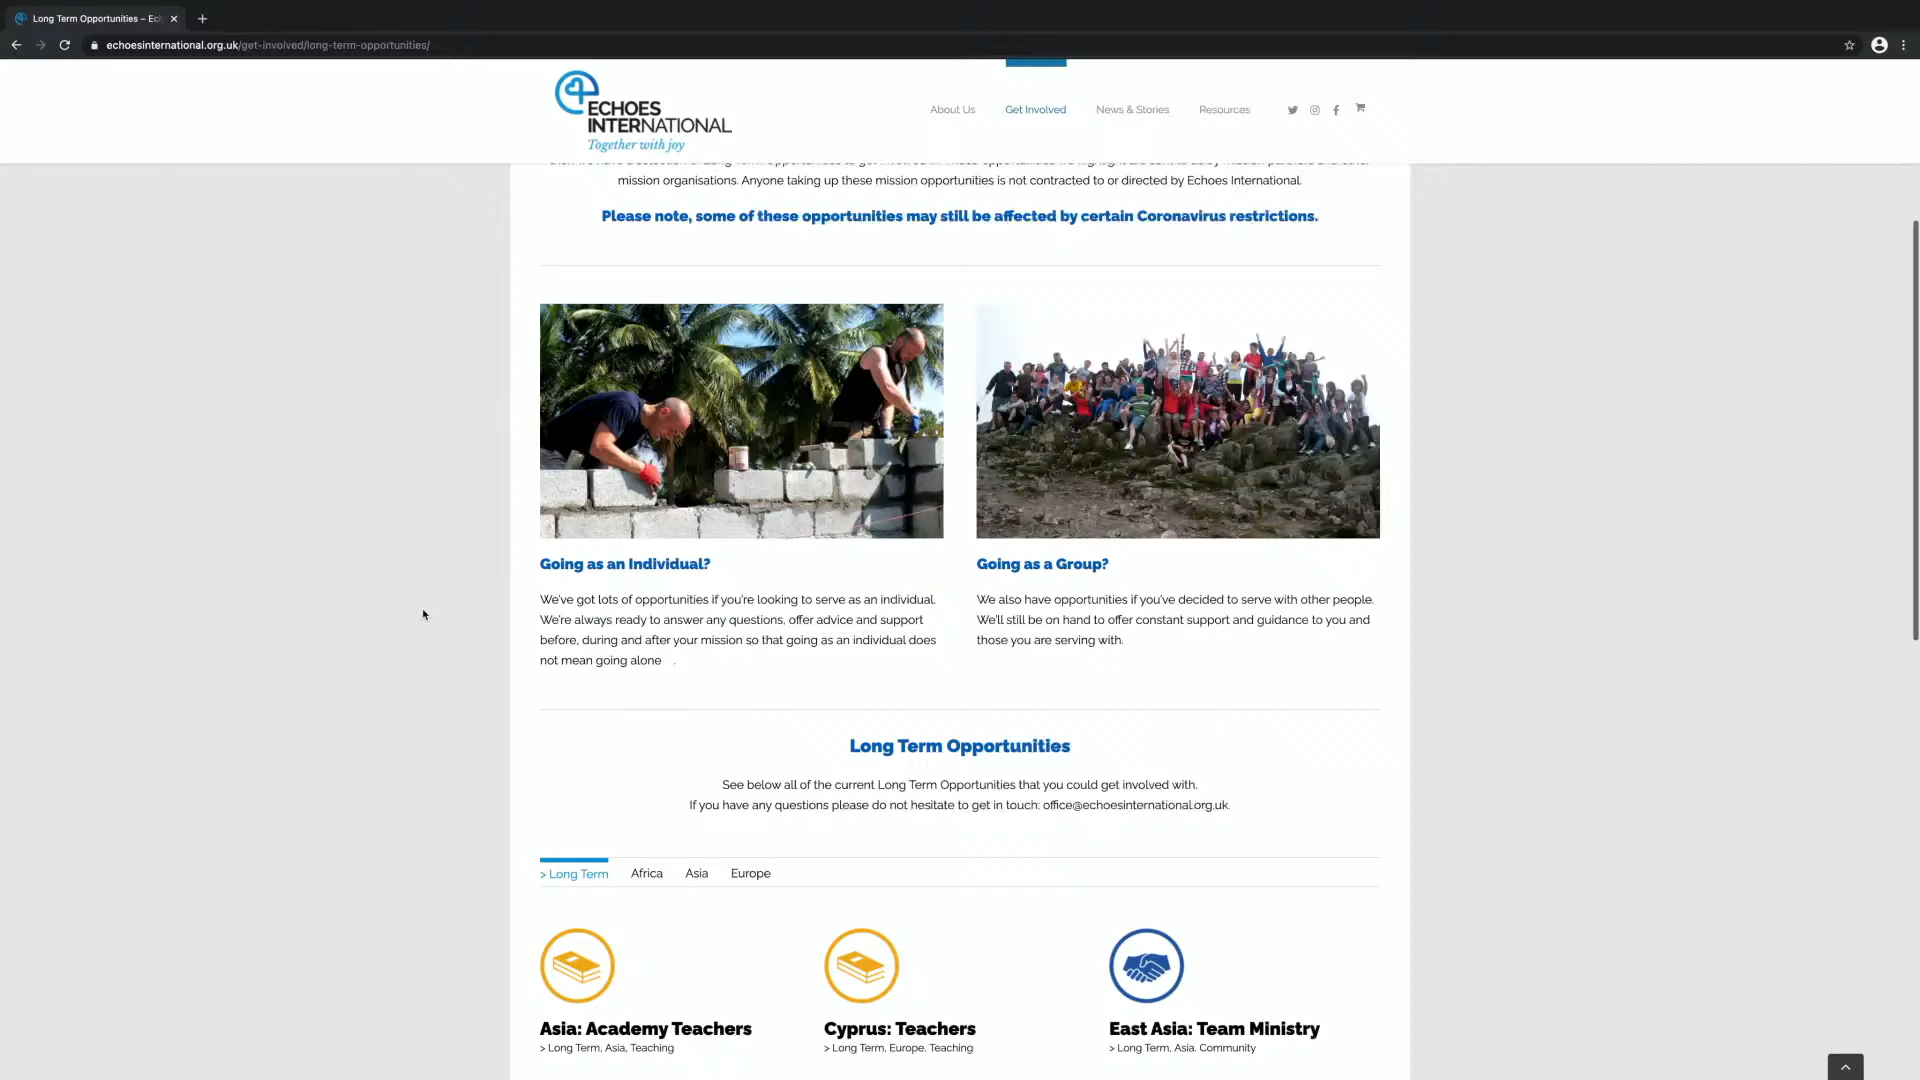 Long Term Opportunities – Ec
echoesinternational.org.uk/get-involved/long-term-opportunities/
ECHOES
INTERNATIONAL
Together with joy
About Us
Get Involved
News & Stories
Resources
mission organisations. Anyone taking up these mission opportunities is not contracted to or directed by Echoes International.
Please note, some of these opportunities may still be affected by certain Coronavirus restrictions.
Going as an Individual?
We've got lots of opportunities if you're looking to serve as an individual.
We're always ready to answer any questions, offer advice and support
before, during and after your mission so that going as an individual does
not mean going alone .
Going as a Group?
We also have opportunities if you've decided to serve with other people.
We'll still be on hand to offer constant support and guidance to you and
those you are serving with.
Long Term Opportunities
See below all of the current Long Term Opportunities that you could get involved with.
If you have any questions please do not hesitate to get in touch: office@echoesinternational.org.uk.
> Long Term
Africa
Asia
Europe
Asia: Academy Teachers
> Long Term, Asia, Teaching
Cyprus: Teachers
> Long Term, Europe, Teaching
East Asia: Team Ministry
> Long Term, Asia, Community